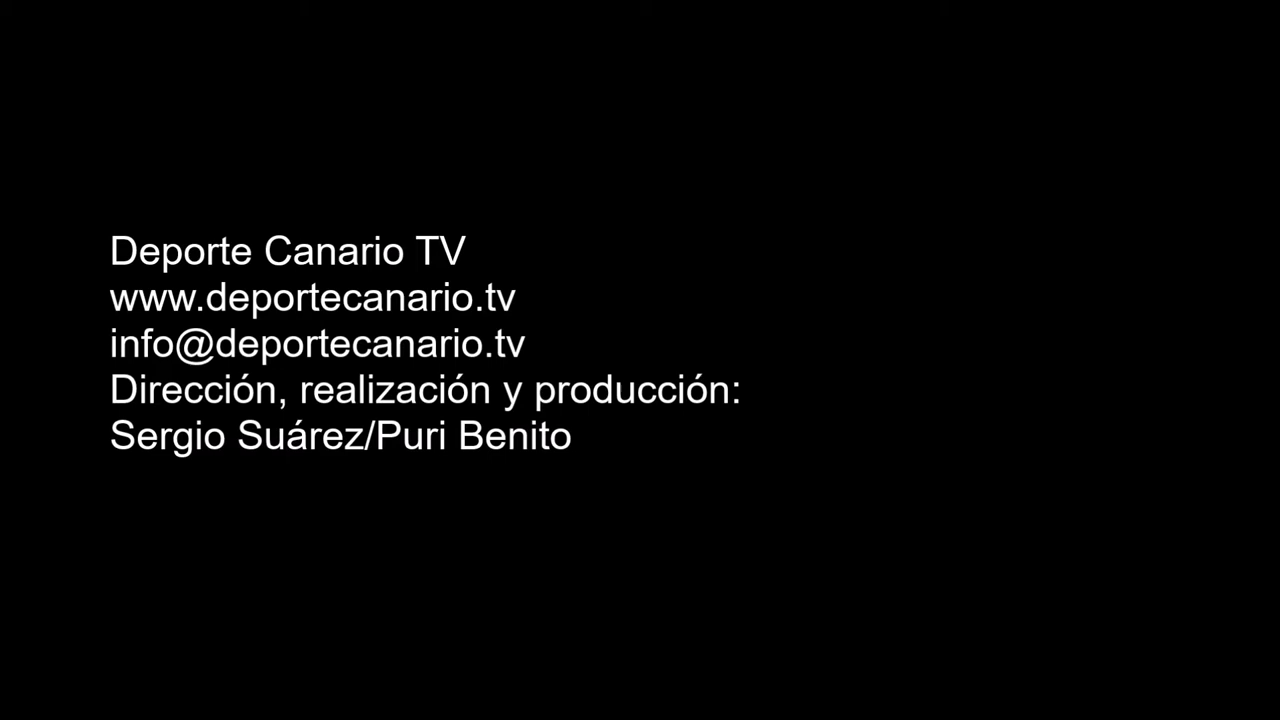 Deporte Canario TV
www.deportecanario.tv
info@deportecanario.tv
Dirección, realización y producción:
Sergio Suárez/Puri Benito